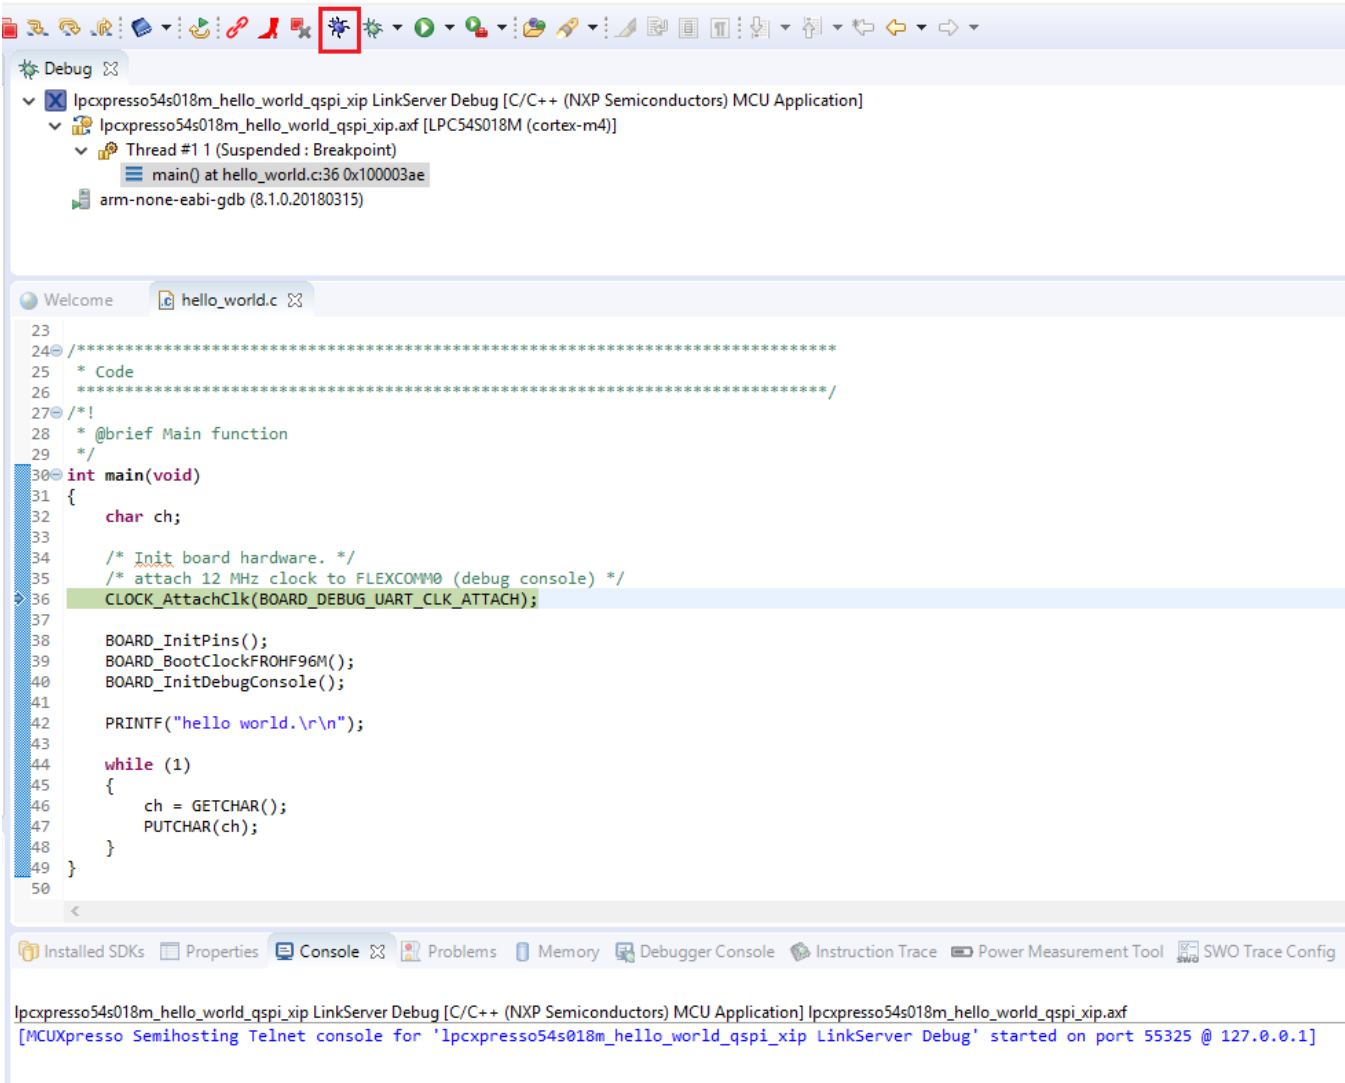 Debug
lpcxpresso54s018m_hello_world_qspi_xip LinkServer Debug [C/C++ (NXP Semiconductors) MCU Application]
lpcxpresso54s018m_hello_world_qspi_xip.axf [LPC54S018M (cortex-m4)]
Thread #1 1 (Suspended : Breakpoint)
main() at hello_world.c:36 0x100003ae
arm-none-eabi-gdb (8.1.0.20180315)
Welcome hello_world.c
23
24 /*******************************************************************************
25  * Code
26  ******************************************************************************/
27 /*!
28  * @brief Main function
29  */
30 int main(void)
31 {
32     char ch;
33
34     /* Init board hardware. */
35     /* attach 12 MHz clock to FLEXCOMM0 (debug console) */
36     CLOCK_AttachClk(BOARD_DEBUG_UART_CLK_ATTACH);
37
38     BOARD_InitPins();
39     BOARD_BootClockFROHF96M();
40     BOARD_InitDebugConsole();
41
42     PRINTF("hello world.\r\n");
43
44     while (1)
45     {
46         ch = GETCHAR();
47         PUTCHAR(ch);
48     }
49 }
50
Installed SDKs Properties Console Problems Memory Debugger Console Instruction Trace Power Measurement Tool SWO Trace Config
lpcxpresso54s018m_hello_world_qspi_xip LinkServer Debug [C/C++ (NXP Semiconductors) MCU Application] lpcxpresso54s018m_hello_world_qspi_xip.axf
[MCUXpresso Semihosting Telnet console for 'lpcxpresso54s018m_hello_world_qspi_xip LinkServer Debug' started on port 55325 @ 127.0.0.1]